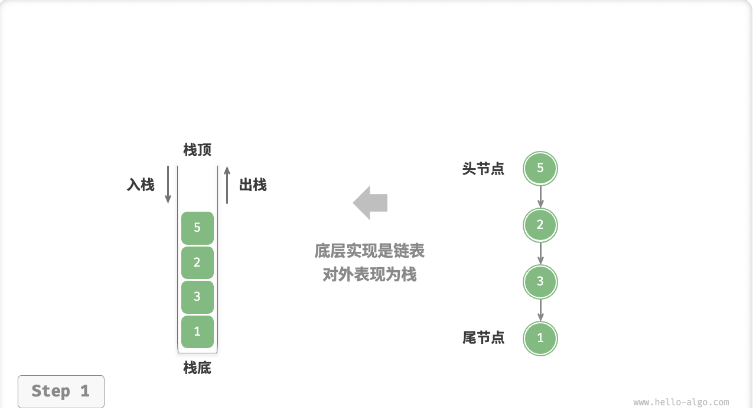 栈顶
入栈
出栈
5
2
3
1
栈底
底层实现是链表
对外表现为栈
头节点
5
2
3
尾节点
1
Step 1
www.hello-algo.com